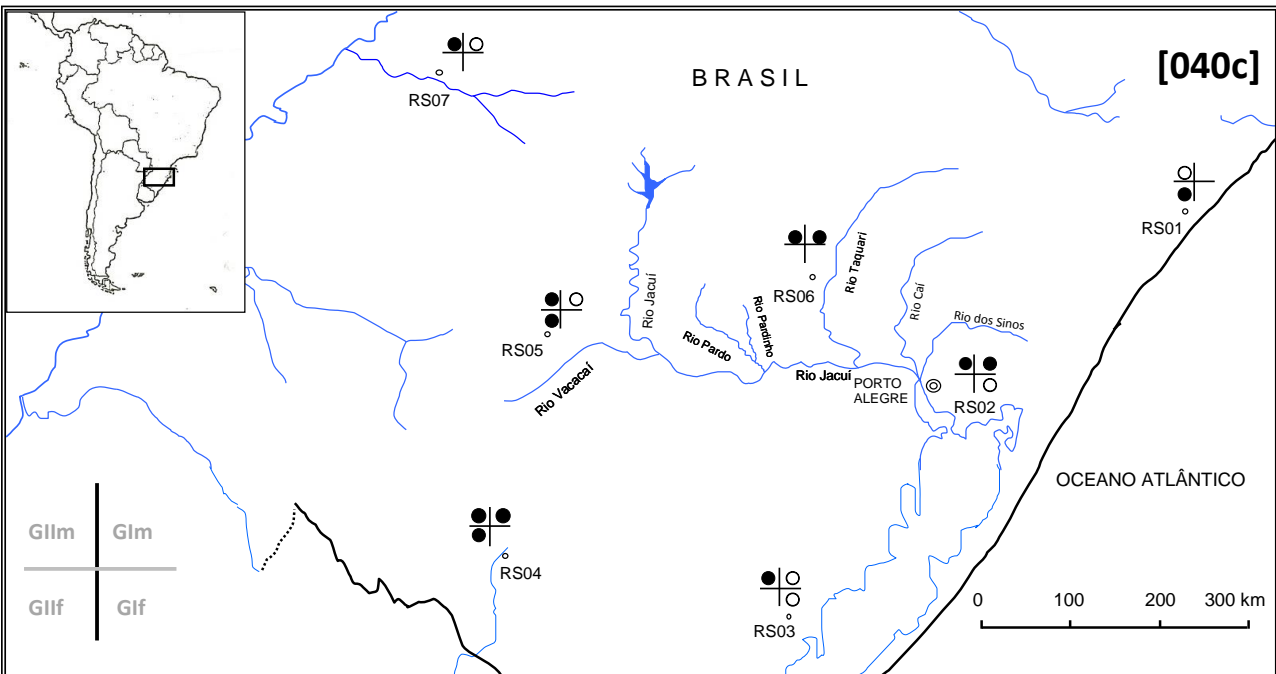 [040c]
BRASIL
RS07
RS01
RS06
Rio Taquari
Rio Jacuí
Rio Caí
Rio dos Sinos
RS05
Rio Pardo
Rio Pardinho
Rio Vacacaí
Rio Jacuí
PORTO
ALEGRE
RS02
OCEANO ATLÂNTICO
GIIm
GIm
GIIf
GIf
RS04
RS03
0 100 200 300 km